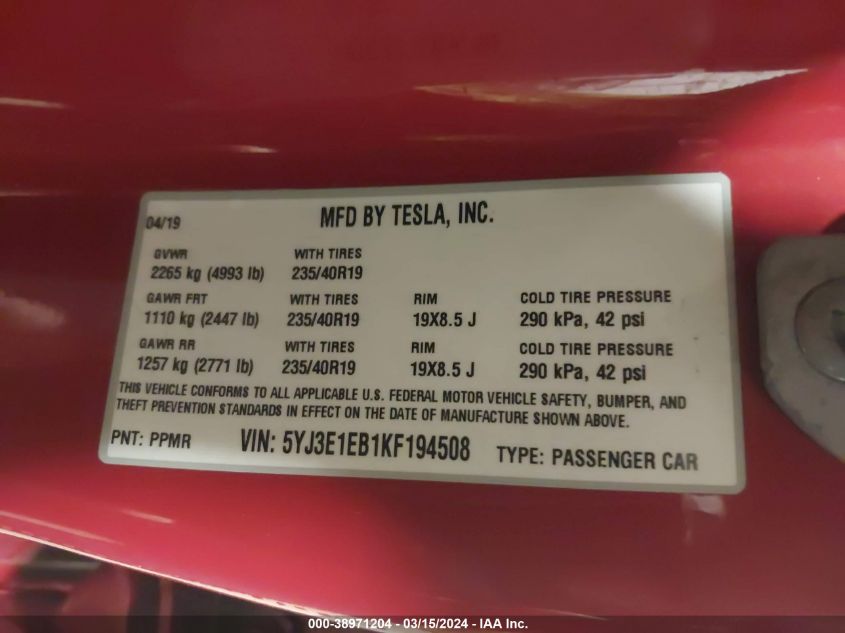 04/19 MFD BY TESLA, INC.
GVWR WITH TIRES
2265 kg (4993 lb) 235/40R19
GAWR FRT WITH TIRES RIM COLD TIRE PRESSURE
1110 kg (2447 lb) 235/40R19 19X8.5 J 290 kPa, 42 psi
GAWR RR WITH TIRES RIM COLD TIRE PRESSURE
1257 kg (2771 lb) 235/40R19 19X8.5 J 290 kPa, 42 psi
THIS VEHICLE CONFORMS TO ALL APPLICABLE U.S. FEDERAL MOTOR VEHICLE SAFETY, BUMPER, AND
THEFT PREVENTION STANDARDS IN EFFECT ON THE DATE OF MANUFACTURE SHOWN ABOVE.
PNT: PPMR VIN: 5YJ3E1EB1KF194508 TYPE: PASSENGER CAR
000-38971204 - 03/15/2024 - IAA Inc.